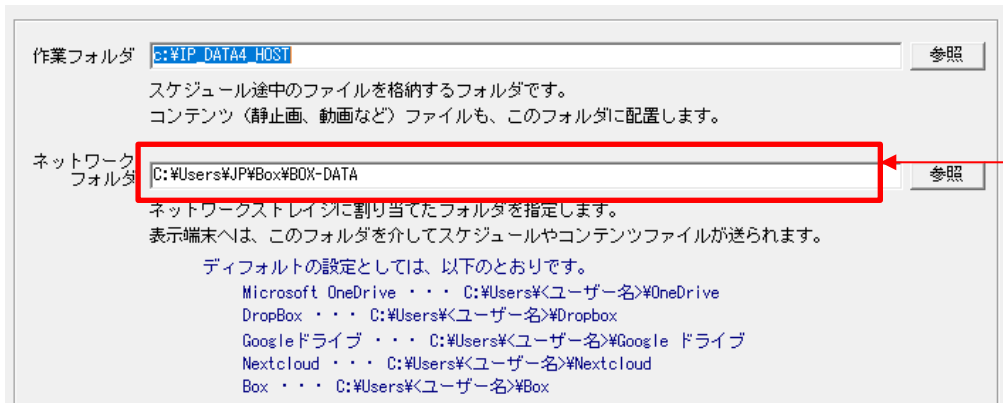 作業フォルダ c:¥IP_DATA4_HOST 参照
スケジュール途中のファイルを格納するフォルダです。
コンテンツ（静止画、動画など）ファイルも、このフォルダに配置します。
ネットワーク
フォルダ C:¥Users¥JP¥Box¥BOX-DATA 参照
ネットワークストレイジに割り当てたフォルダを指定します。
表示端末へは、このフォルダを介してスケジュールやコンテンツファイルが送られます。
ディフォルトの設定としては、以下のとおりです。
Microsoft OneDrive ・・・ C:¥Users¥<ユーザー名>¥OneDrive
DropBox ・・・ C:¥Users¥<ユーザー名>¥Dropbox
Googleドライブ ・・・ C:¥Users¥<ユーザー名>¥Google ドライブ
Nextcloud ・・・ C:¥Users¥<ユーザー名>¥Nextcloud
Box ・・・ C:¥Users¥<ユーザー名>¥Box